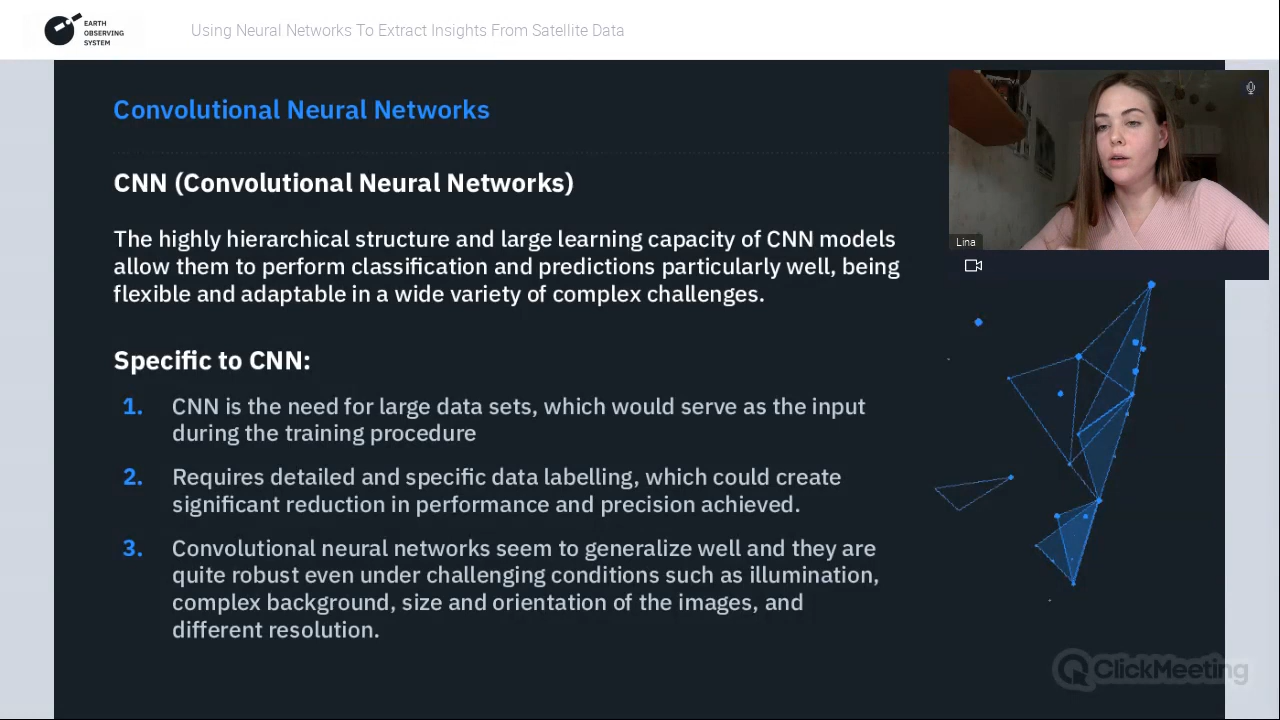 EARTH
OBSERVING
SYSTEM
Using Neural Networks To Extract Insights From Satellite Data
Convolutional Neural Networks
CNN (Convolutional Neural Networks)
The highly hierarchical structure and large learning capacity of CNN models
allow them to perform classification and predictions particularly well, being
flexible and adaptable in a wide variety of complex challenges.
Specific to CNN:
1. CNN is the need for large data sets, which would serve as the input
during the training procedure
2. Requires detailed and specific data labelling, which could create
significant reduction in performance and precision achieved.
3. Convolutional neural networks seem to generalize well and they are
quite robust even under challenging conditions such as illumination,
complex background, size and orientation of the images, and
different resolution.
Lina
ClickMeeting